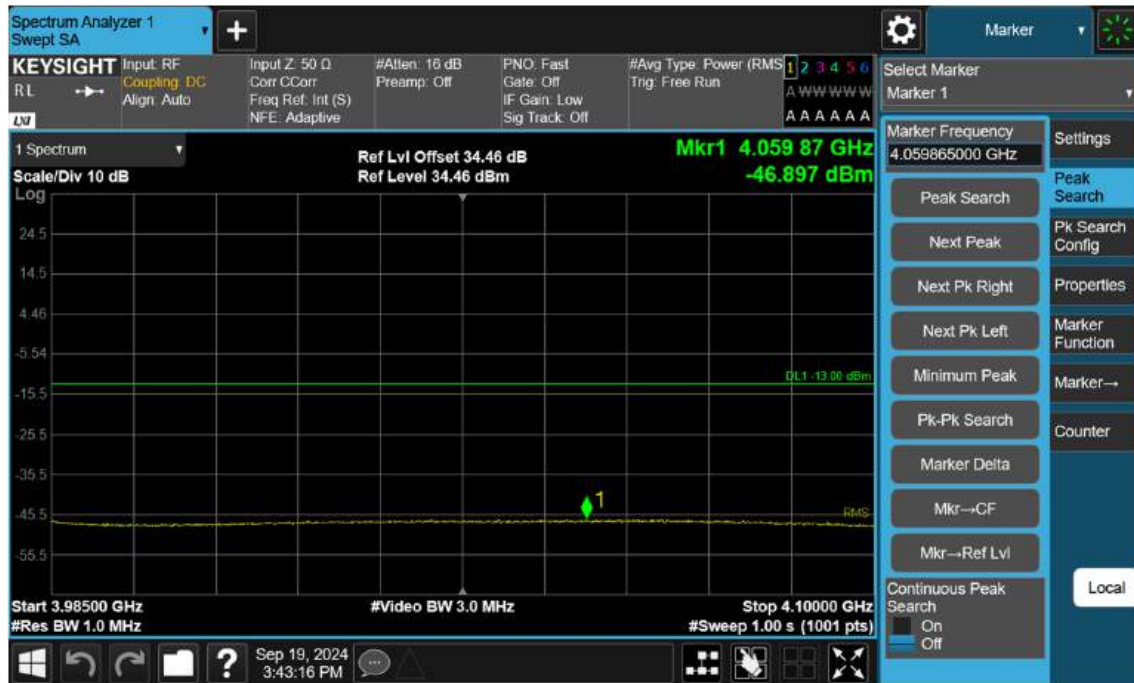 Spectrum Analyzer 1
Swept SA
+
Marker
KEYSIGHT
RL
LXI
Input: RF
Coupling: DC
Align: Auto
Input Z: 50 Ω
Corr CCorr
Freq Ref: Int (S)
NFE: Adaptive
#Atten: 16 dB
Preamp: Off
PNO: Fast
Gate: Off
IF Gain: Low
Sig Track: Off
#Avg Type: Power (RMS
Trig: Free Run
1 2 3 4 5 6
A W W W W W
A A A A A A
Select Marker
Marker 1
1 Spectrum
Scale/Div 10 dB
Log
Ref Lvl Offset 34.46 dB
Ref Level 34.46 dBm
Mkr1 4.059 87 GHz
-46.897 dBm
24.5
14.5
4.46
-5.54
-15.5
-25.5
-35.5
-45.5
-55.5
DL1 -13.00 dBm
1
RMS
Start 3.98500 GHz
#Res BW 1.0 MHz
#Video BW 3.0 MHz
Stop 4.10000 GHz
#Sweep 1.00 s (1001 pts)
Marker Frequency
4.059865000 GHz
Peak Search
Next Peak
Next Pk Right
Next Pk Left
Minimum Peak
Pk-Pk Search
Marker Delta
Mkr→CF
Mkr→Ref Lvl
Continuous Peak
Search
On
Off
Settings
Peak
Search
Pk Search
Config
Properties
Marker
Function
Marker→
Counter
Local
?
Sep 19, 2024
3:43:16 PM